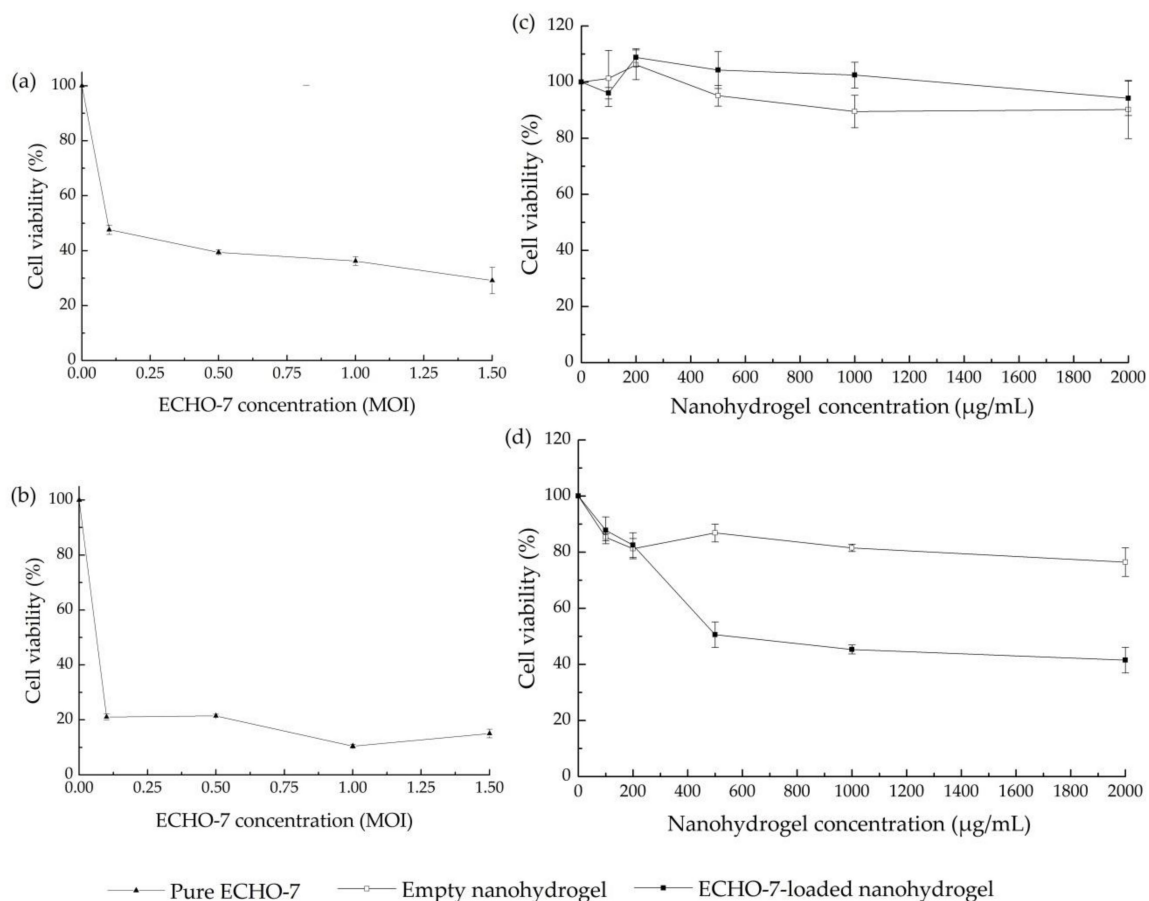 (a)
100
80
60
40
20
0
Cell viability (%)
0.00 0.25 0.50 0.75 1.00 1.25 1.50
ECHO-7 concentration (MOI)
(c)
120
100
80
60
40
20
0
Cell viability (%)
0 200 400 600 800 1000 1200 1400 1600 1800 2000
Nanohydrogel concentration (µg/mL)
(b)
100
80
60
40
20
0
Cell viability (%)
0.00 0.25 0.50 0.75 1.00 1.25 1.50
ECHO-7 concentration (MOI)
(d)
120
100
80
60
40
20
0
Cell viability (%)
0 200 400 600 800 1000 1200 1400 1600 1800 2000
Nanohydrogel concentration (µg/mL)
Pure ECHO-7 Empty nanohydrogel ECHO-7-loaded nanohydrogel